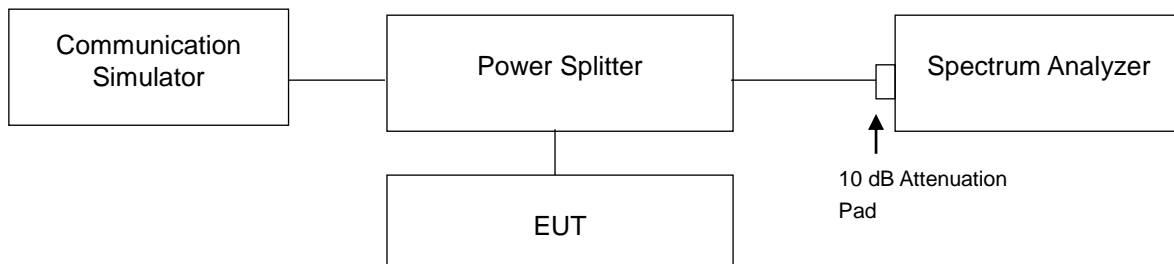 Communication
Simulator
Power Splitter
Spectrum Analyzer
10 dB Attenuation
Pad
EUT